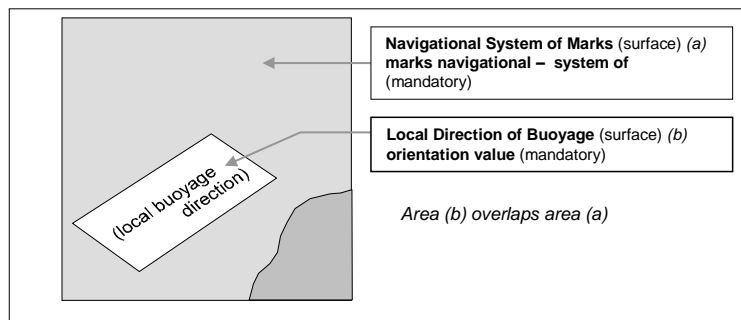 Navigational System of Marks (surface) (a)
marks navigational – system of
(mandatory)
Local Direction of Buoyage (surface) (b)
orientation value (mandatory)
(local buoyage
direction)
Area (b) overlaps area (a)